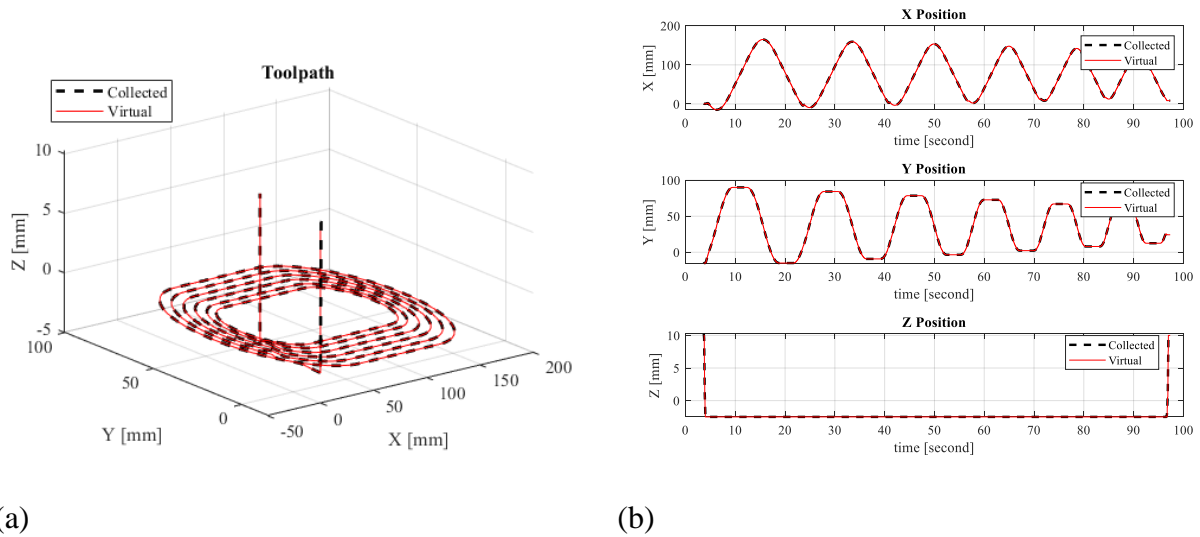 Toolpath
Collected
Virtual
10
5
0
-5
Z [mm]
100
50
0
Y [mm]
-50
0
50
100
150
200
X [mm]
(a)
X Position
200
100
0
X [mm]
Collected
Virtual
0 10 20 30 40 50 60 70 80 90 100
time [second]
Y Position
100
50
0
Y [mm]
Collected
Virtual
0 10 20 30 40 50 60 70 80 90 100
time [second]
Z Position
10
5
0
Z [mm]
Collected
Virtual
0 10 20 30 40 50 60 70 80 90 100
time [second]
(b)